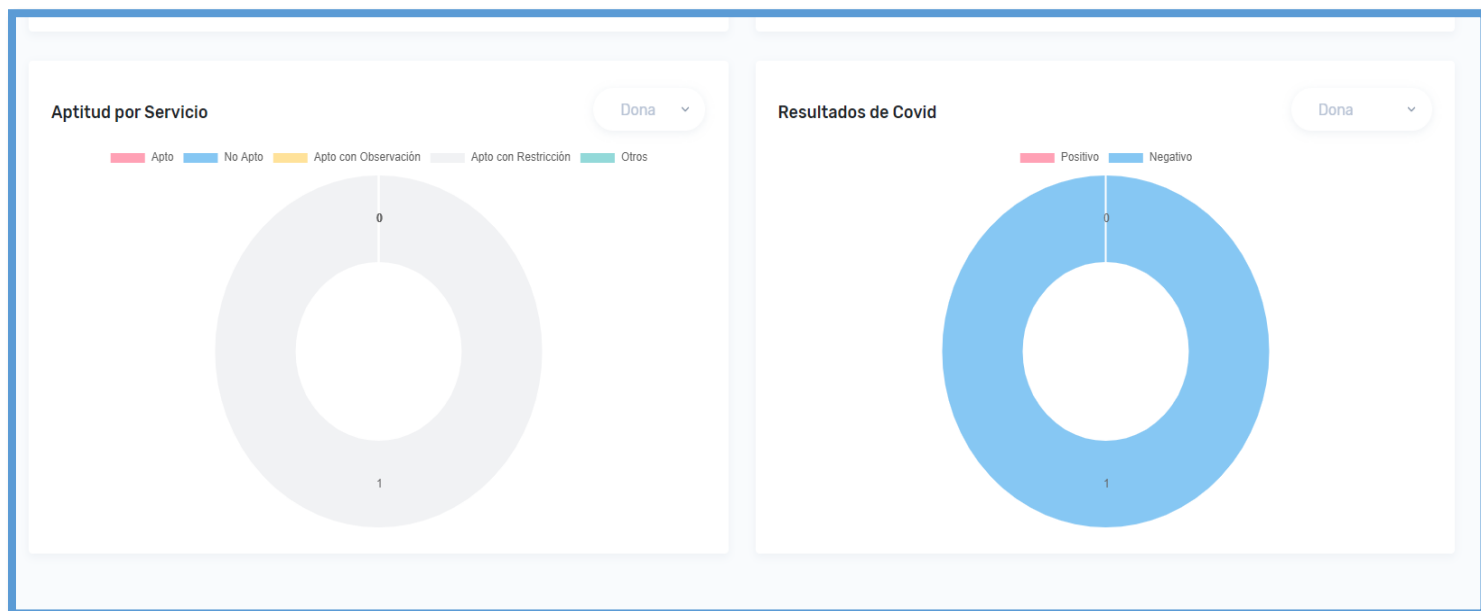 Aptitud por Servicio
Dona
Apto No Apto Apto con Observación Apto con Restricción Otros
0
1
Resultados de Covid
Dona
Positivo Negativo
0
1